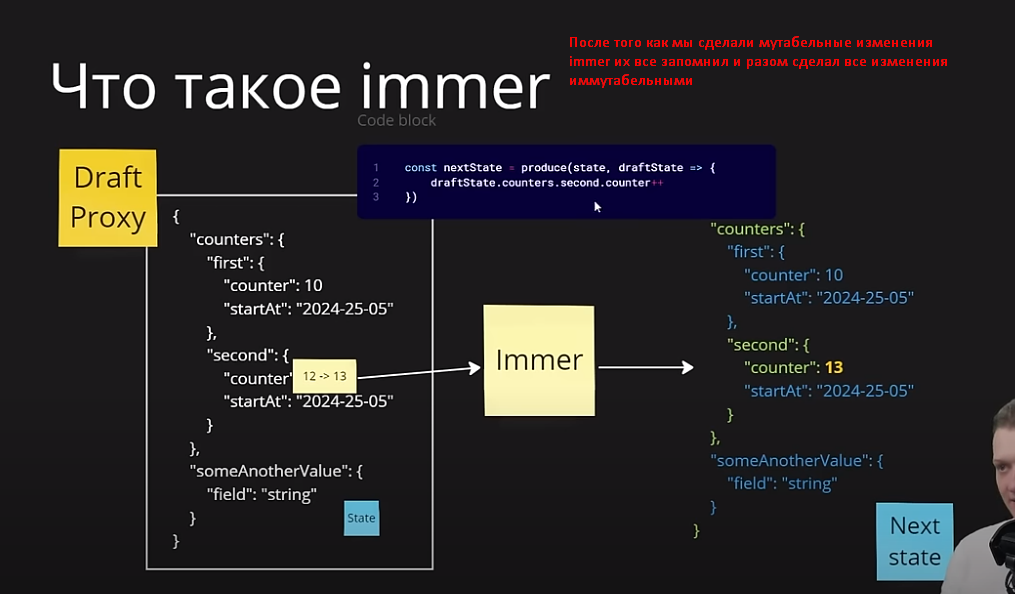 После того как мы сделали мутабельные изменения
immer их все запомнил и разом сделал все изменения
иммутабельными
Что такое immer
Code block
Draft
Proxy
1 const nextState = produce(state, draftState => {
2 draftState.counters.second.counter++
3 })
{
"counters": {
"first": {
"counter": 10
"startAt": "2024-25-05"
},
"second": {
"counter" 12 -> 13
"startAt": "2024-25-05"
}
},
"someAnotherValue": {
"field": "string"
}
}
State
Immer
"counters": {
"first": {
"counter": 10
"startAt": "2024-25-05"
},
"second": {
"counter": 13
"startAt": "2024-25-05"
}
},
"someAnotherValue": {
"field": "string"
}
}
Next
state